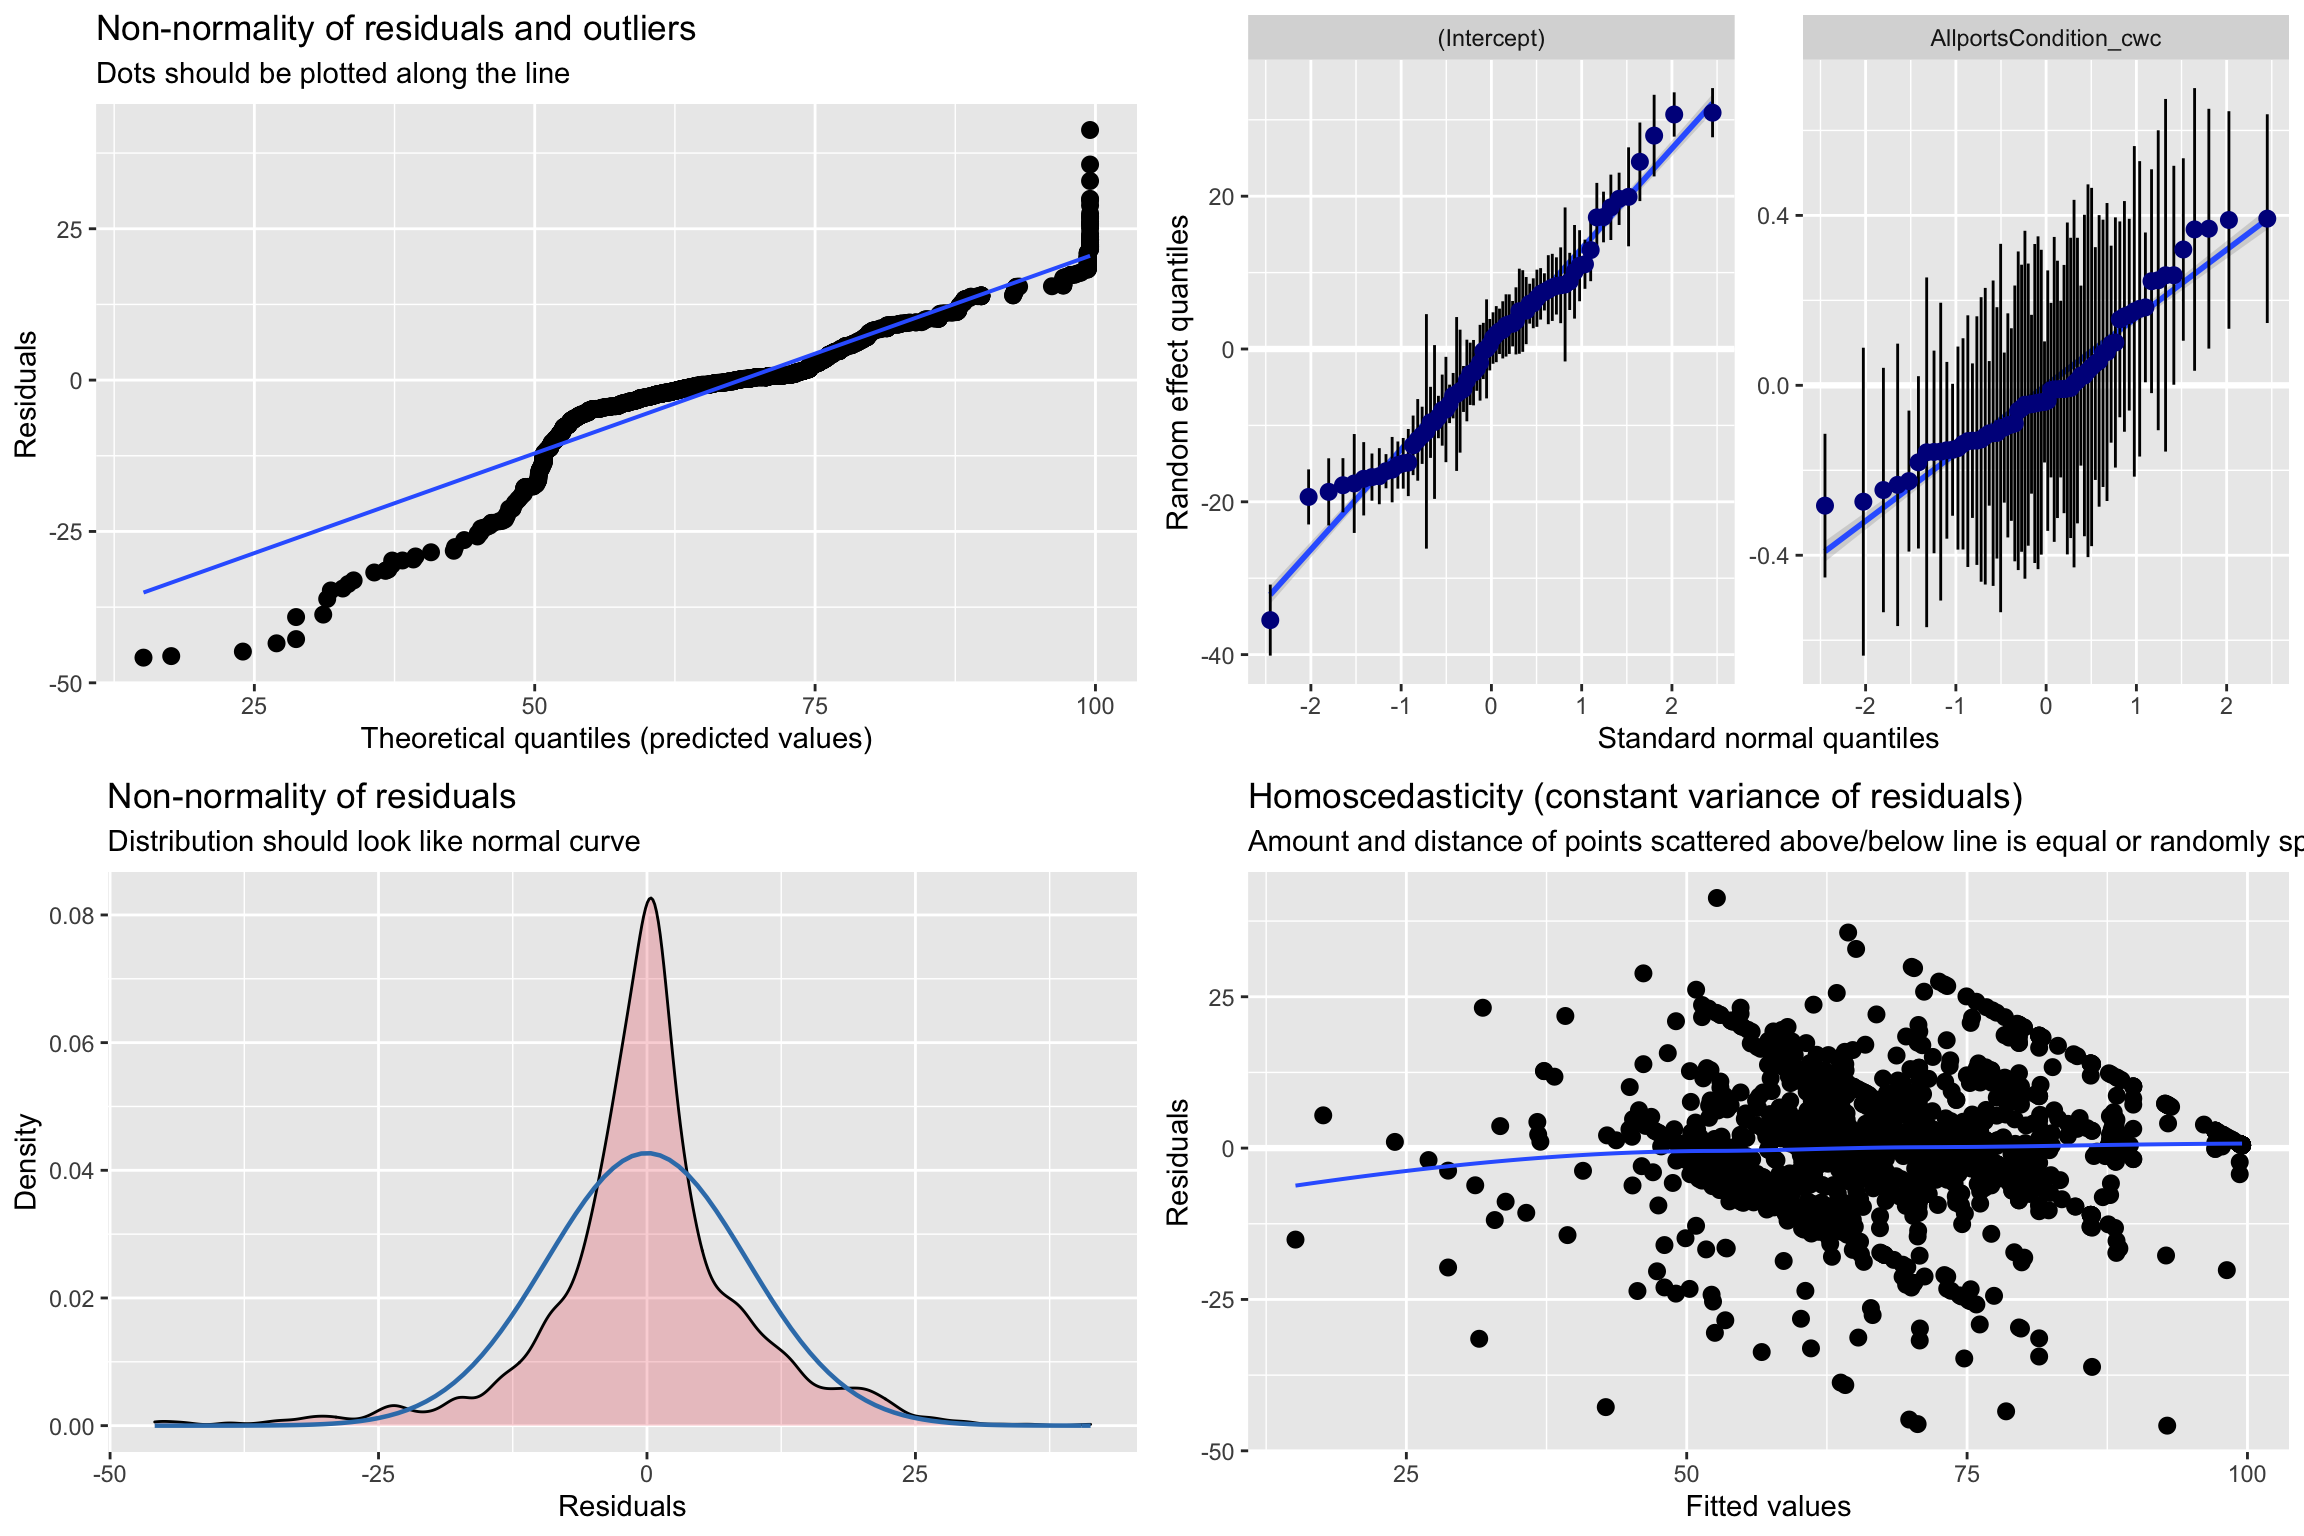 Non-normality of residuals and outliers
Dots should be plotted along the line
Residuals
25
0
-25
-50
25
50
75
100
Theoretical quantiles (predicted values)
(Intercept)
AllportsCondition_cwc
Random effect quantiles
20
0
-20
-40
0.4
0.0
-0.4
-2
-1
0
1
2
-2
-1
0
1
2
Standard normal quantiles
Non-normality of residuals
Distribution should look like normal curve
Density
0.08
0.06
0.04
0.02
0.00
-50
-25
0
25
Residuals
Homoscedasticity (constant variance of residuals)
Amount and distance of points scattered above/below line is equal or randomly sp
Residuals
25
0
-25
-50
25
50
75
100
Fitted values